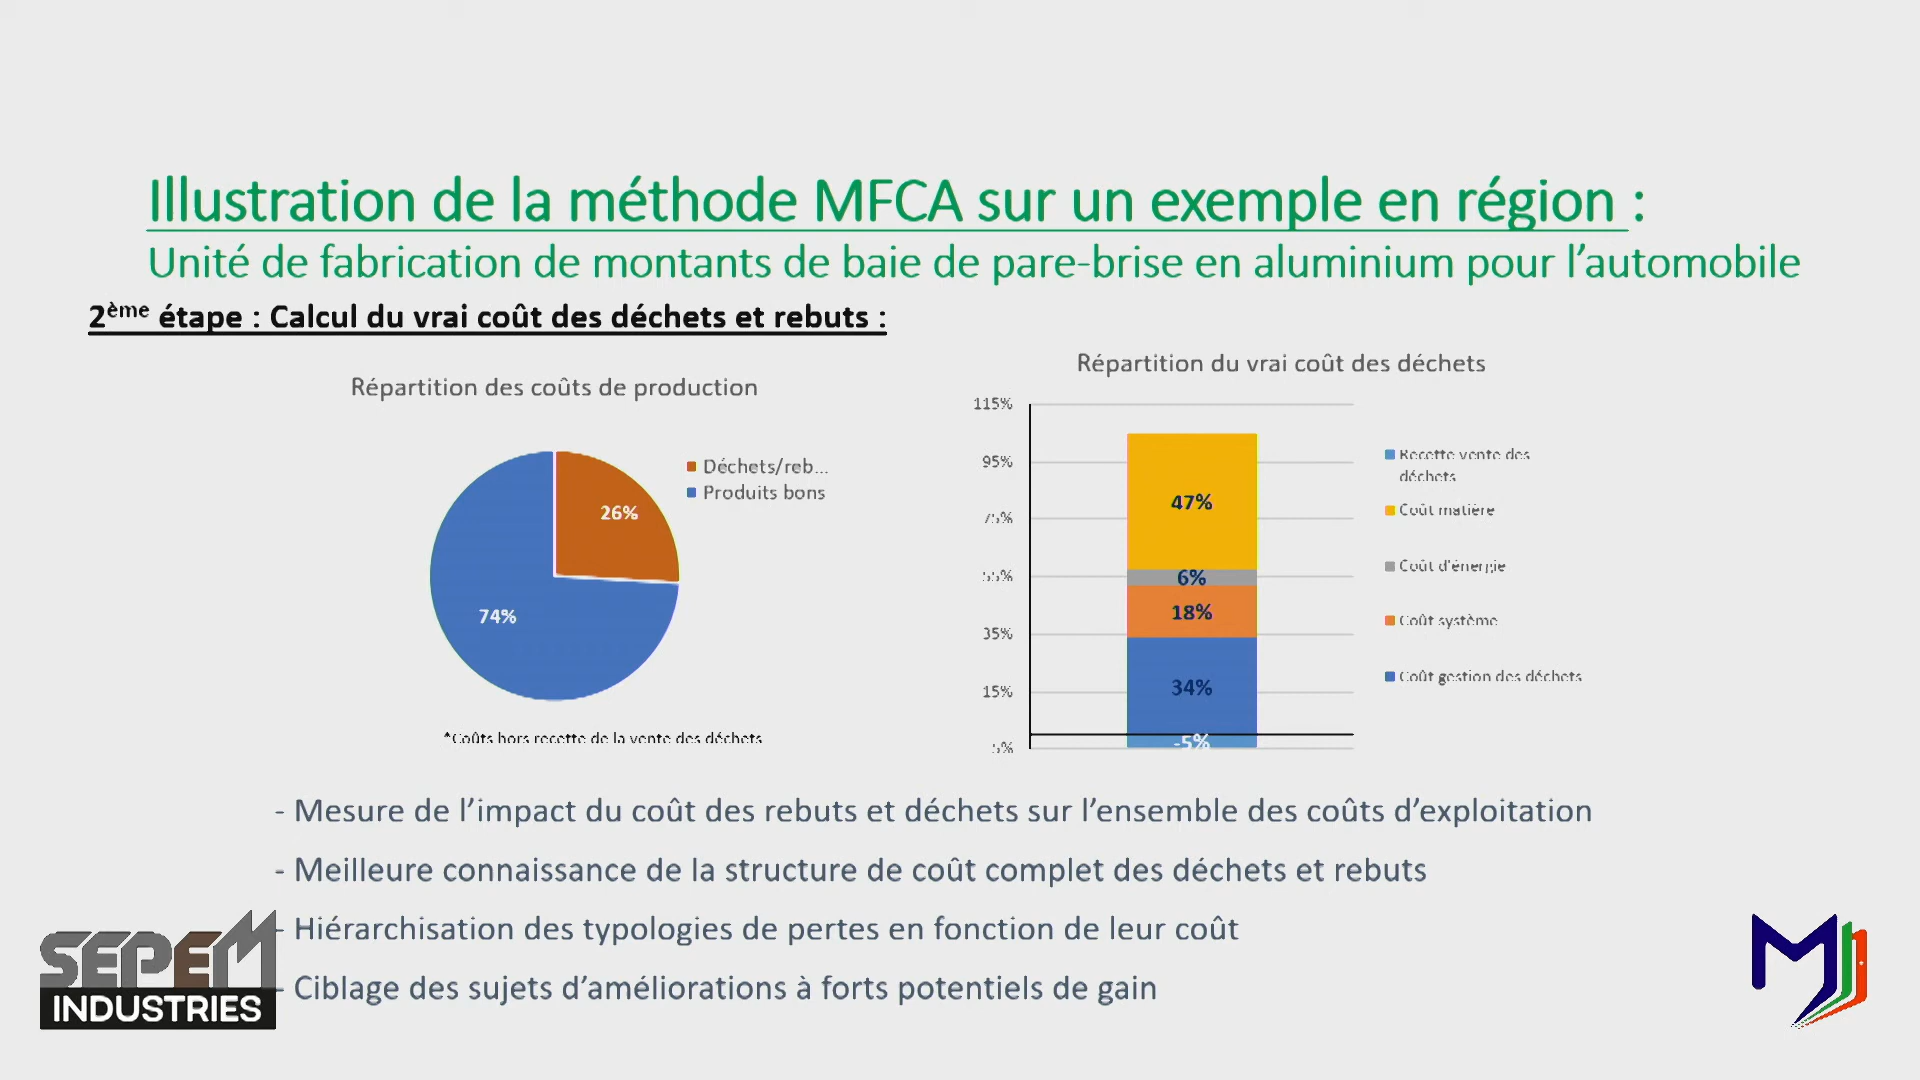 Illustration de la méthode MFCA sur un exemple en région :
Unité de fabrication de montants de baie de pare-brise en aluminium pour l’automobile
2ème étape : Calcul du vrai coût des déchets et rebuts :
Répartition des coûts de production
Déchets/reb...
Produits bons
26%
74%
*Coûts hors recette de la vente des déchets
Répartition du vrai coût des déchets
115%
95%
75%
55%
35%
15%
-5%
47%
6%
18%
34%
-5%
Recette vente des
déchets
Coût matière
Coût d'énergie
Coût système
Coût gestion des déchets
- Mesure de l’impact du coût des rebuts et déchets sur l’ensemble des coûts d’exploitation
- Meilleure connaissance de la structure de coût complet des déchets et rebuts
- Hiérarchisation des typologies de pertes en fonction de leur coût
- Ciblage des sujets d’améliorations à forts potentiels de gain
SEPEM
INDUSTRIES